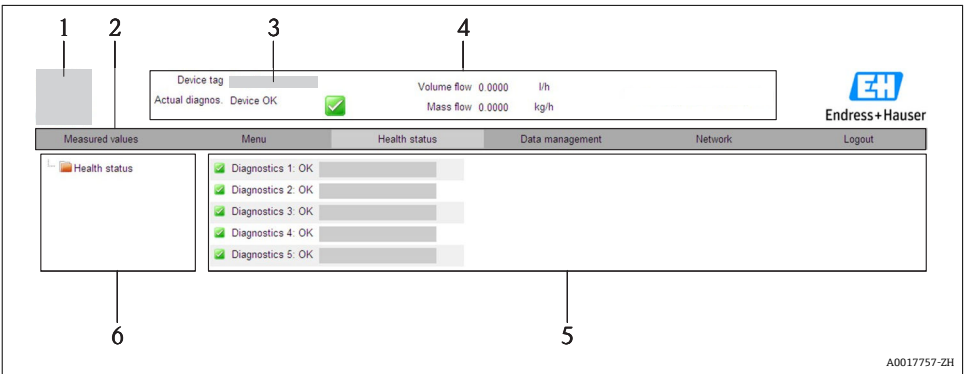 1 2 3 4
Device tag
Volume flow 0.0000 l/h
Actual diagnos. Device OK
Mass flow 0.0000 kg/h
EH
Endress+Hauser
Measured values Menu Health status Data management Network Logout
Health status
Diagnostics 1: OK
Diagnostics 2: OK
Diagnostics 3: OK
Diagnostics 4: OK
Diagnostics 5: OK
6 5
A0017757-ZH